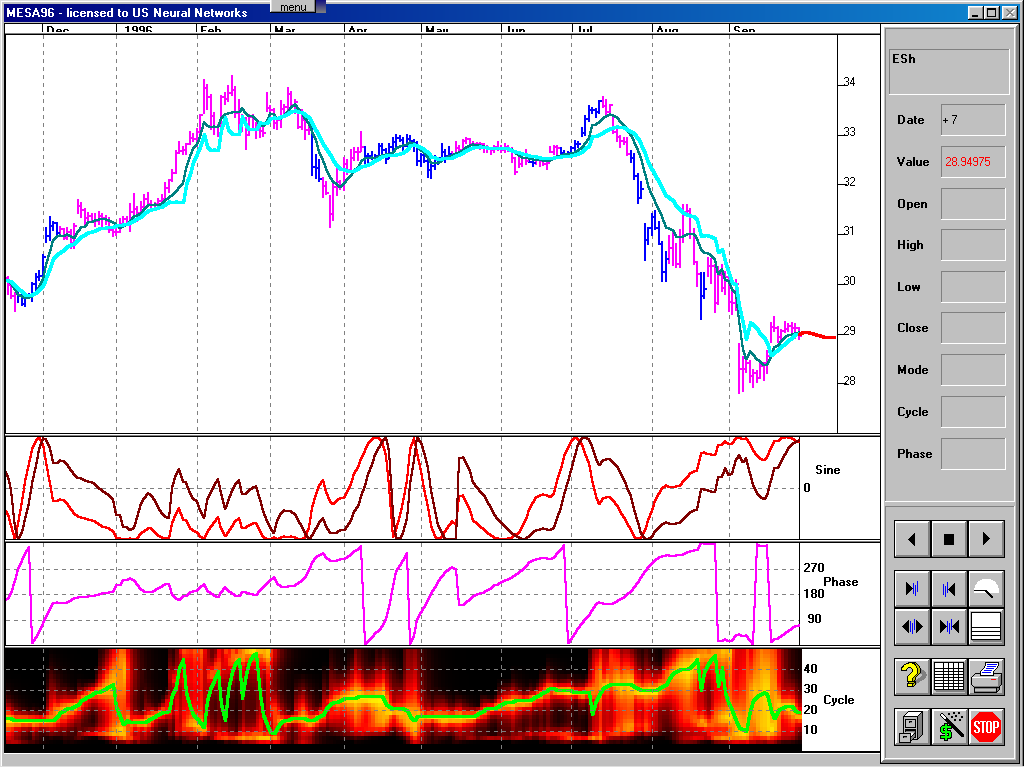 MESA96 - licensed to US Neural Networks
menu
Dec 1996 Feb Mar Apr May Jun Jul Aug Sep
34
33
32
31
30
29
28
Sine
0
270
Phase
180
90
40
30
Cycle
20
10
ESh
Date +7
Value 28.94975
Open
High
Low
Close
Mode
Cycle
Phase
?
$
STOP